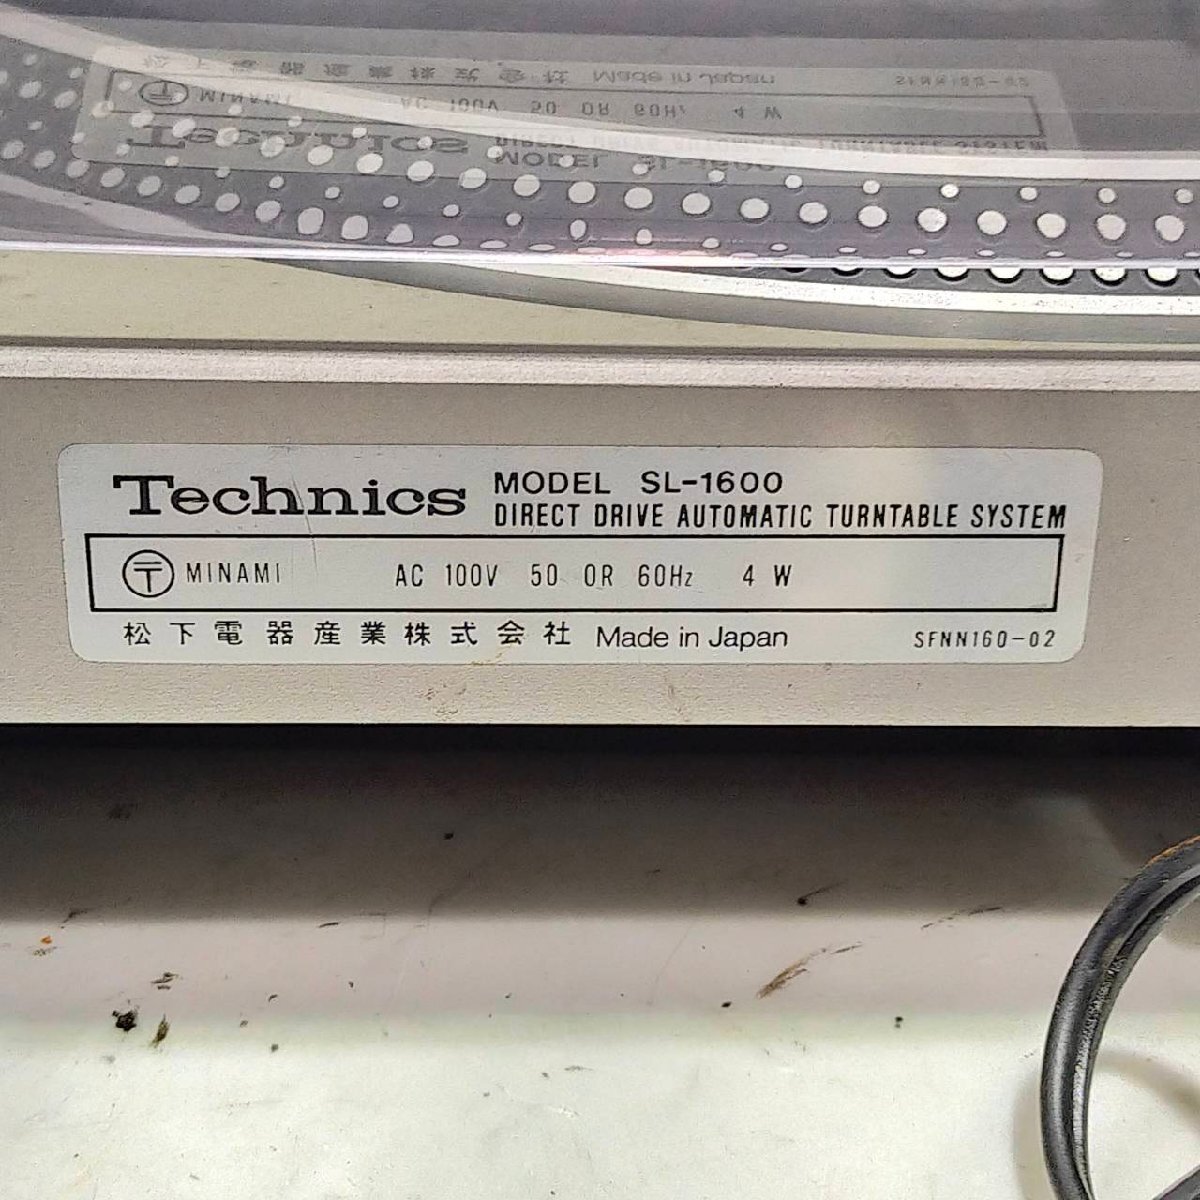 Technics MODEL SL-1600
DIRECT DRIVE AUTOMATIC TURNTABLE SYSTEM
〒 MINAMI AC 100V 50 OR 60Hz 4 W
松下電器産業株式会社 Made in Japan SFNN160-02